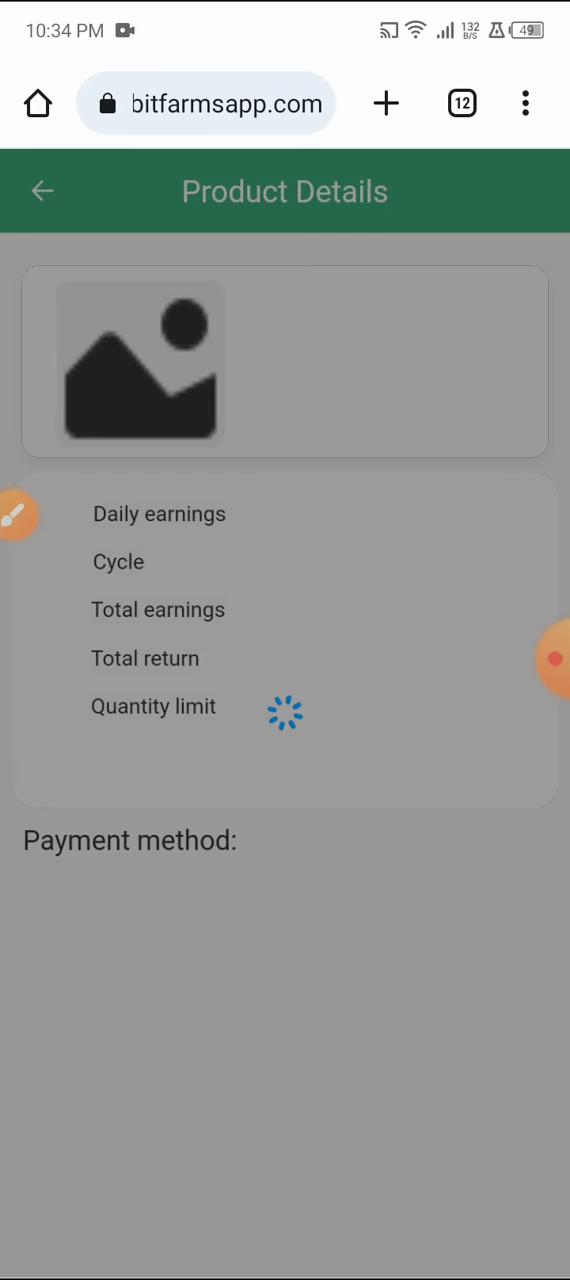 10:34 PM 132 B/S 49
bitfarmsapp.com 12
Product Details
Daily earnings
Cycle
Total earnings
Total return
Quantity limit
Payment method: